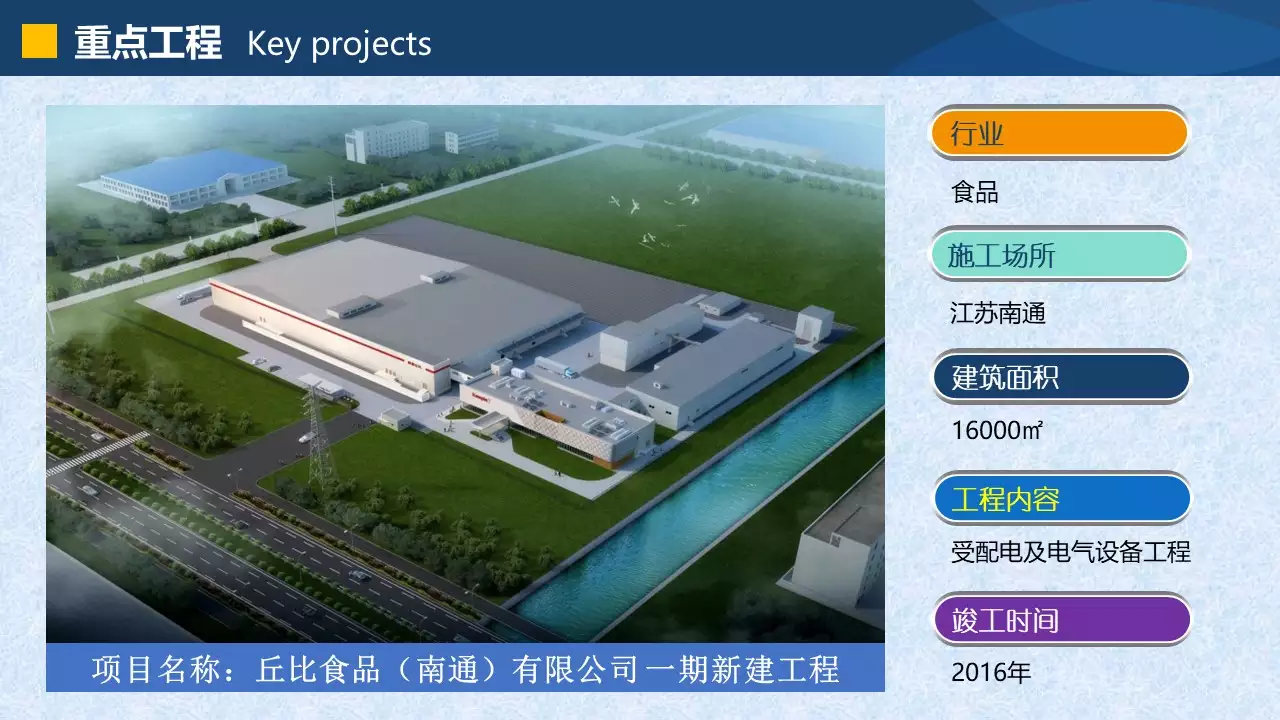 重点工程 Key projects
行业
食品
施工场所
江苏南通
建筑面积
16000㎡
工程内容
受配电及电气设备工程
竣工时间
2016年
项目名称：丘比食品（南通）有限公司一期新建工程